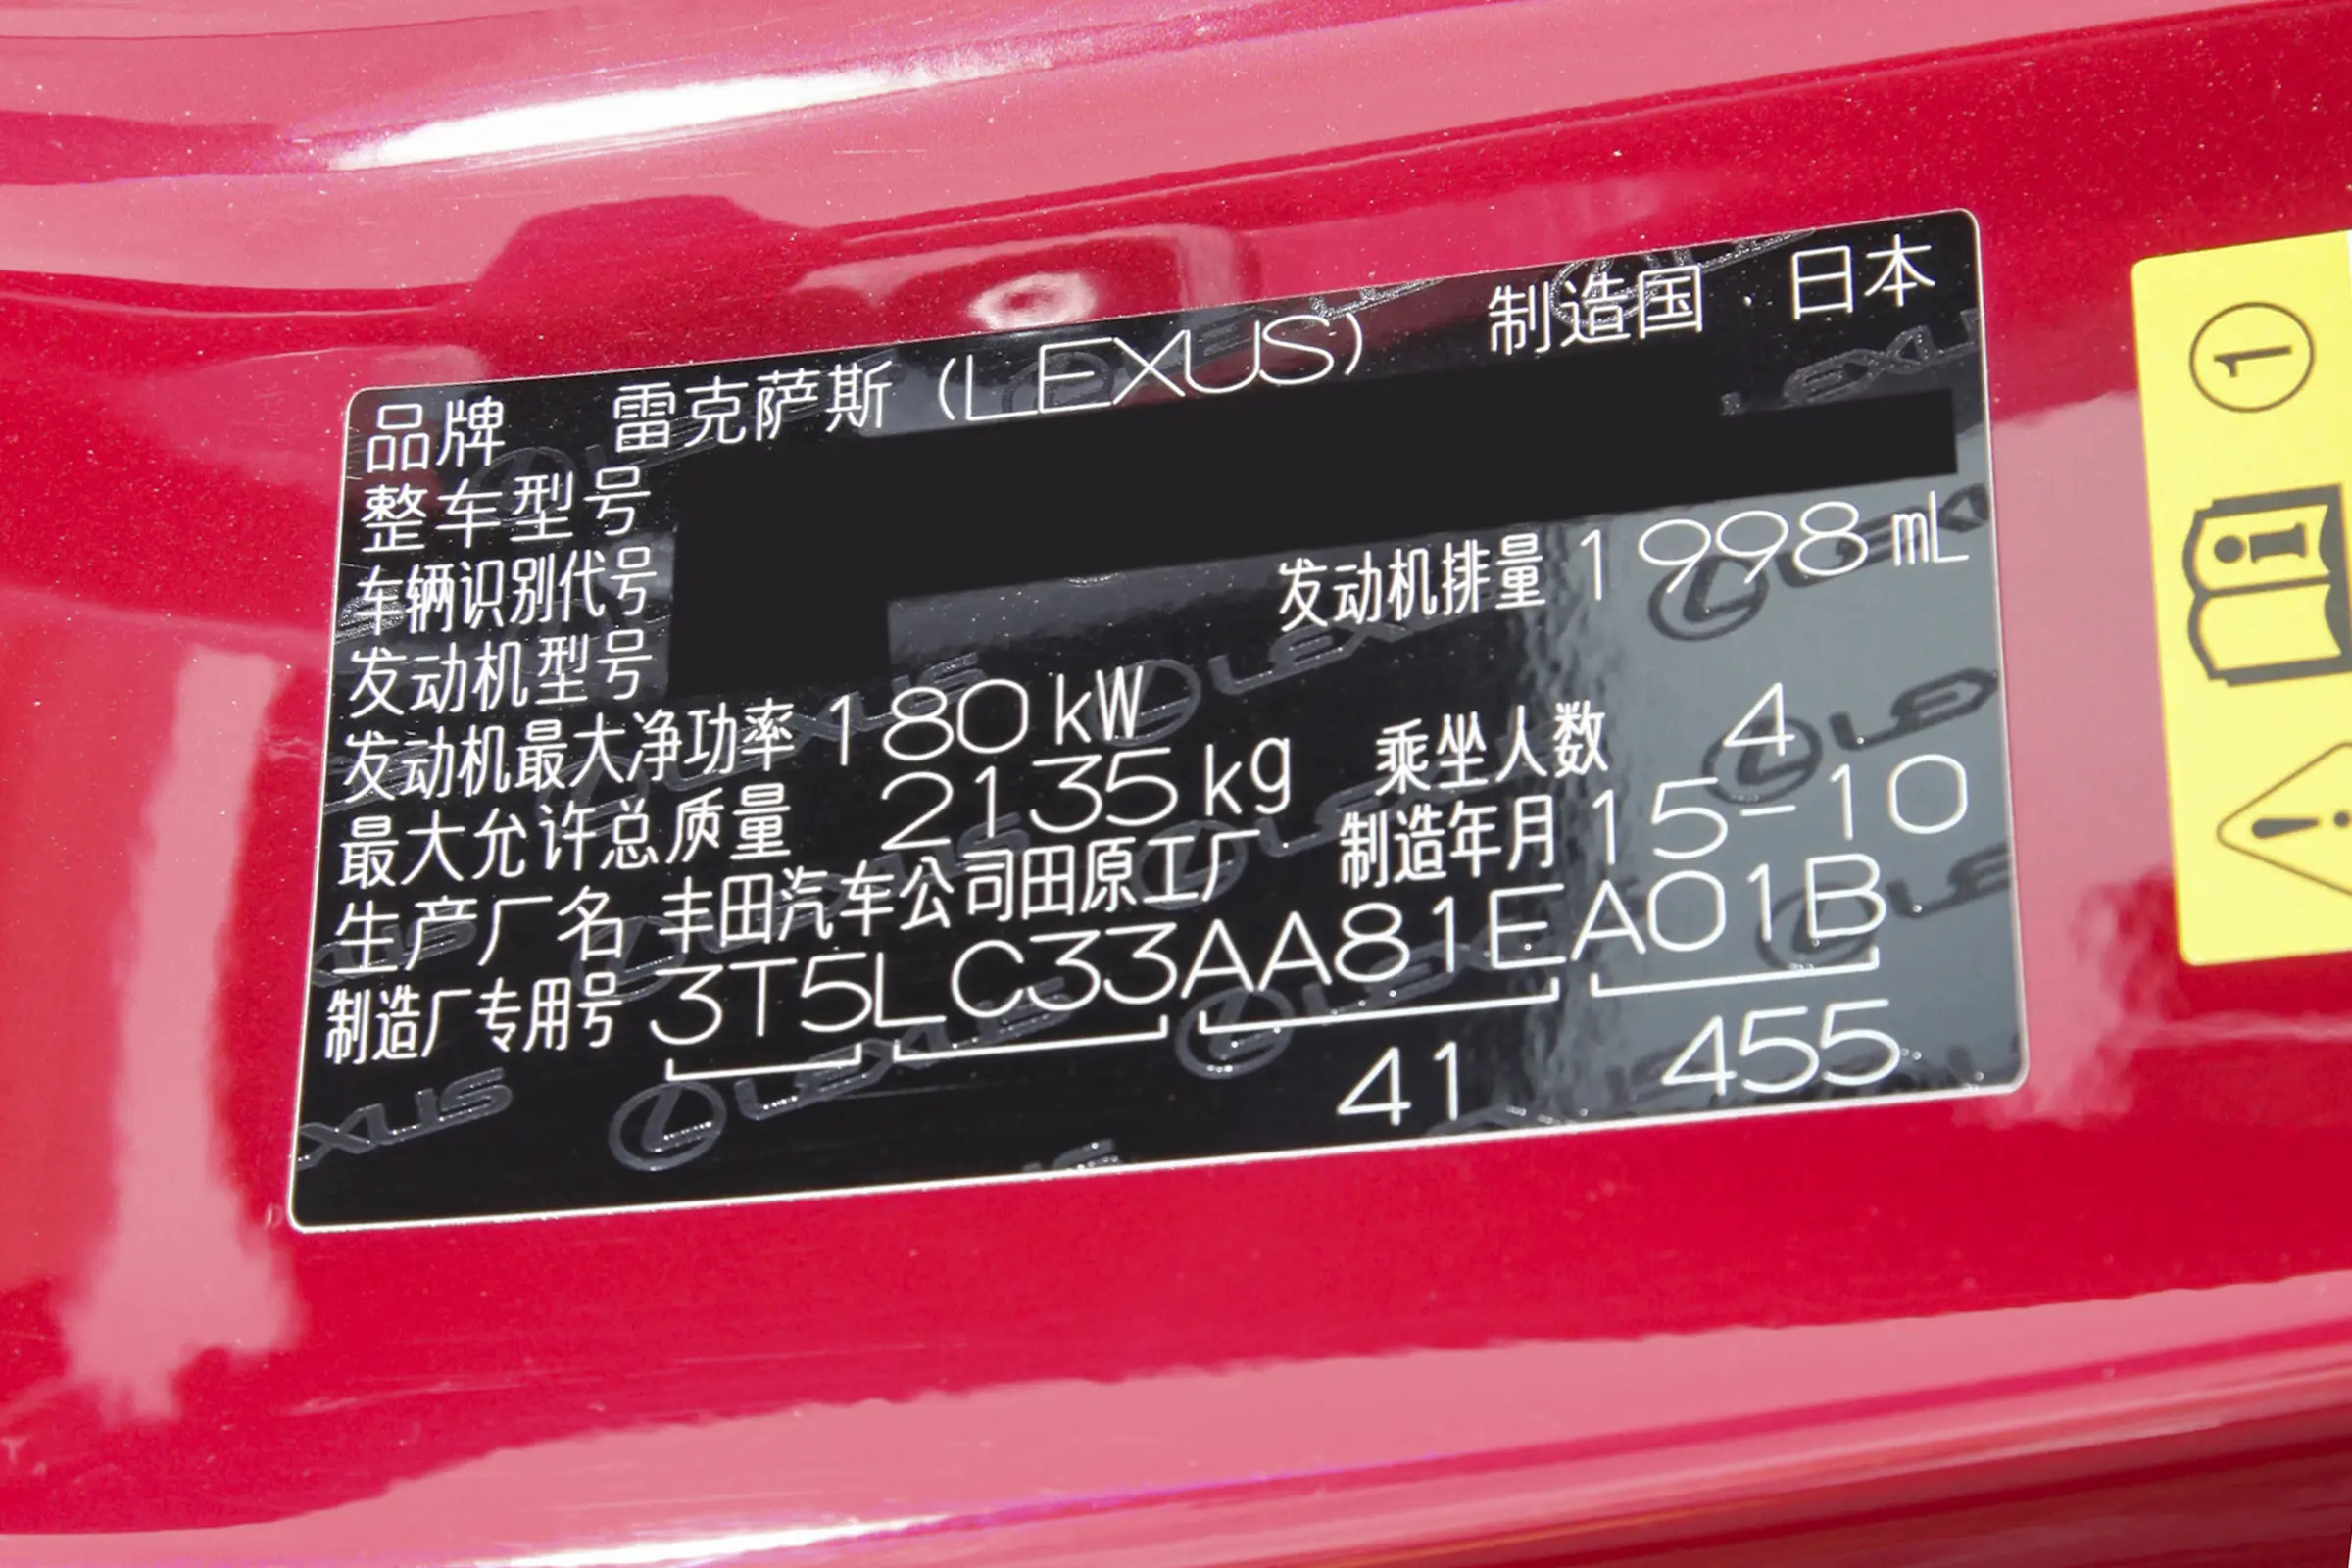 品牌 雷克萨斯 (LEXUS) 制造国·日本
整车型号
车辆识别代号
发动机型号 发动机排量 1998 mL
发动机最大净功率 180 kW
最大允许总质量 2135 kg 乘坐人数 4
生产厂名 丰田汽车公司田原工厂 制造年月 15-10
制造厂专用号 3T5LC33AA81EA01B
41 455
1
i